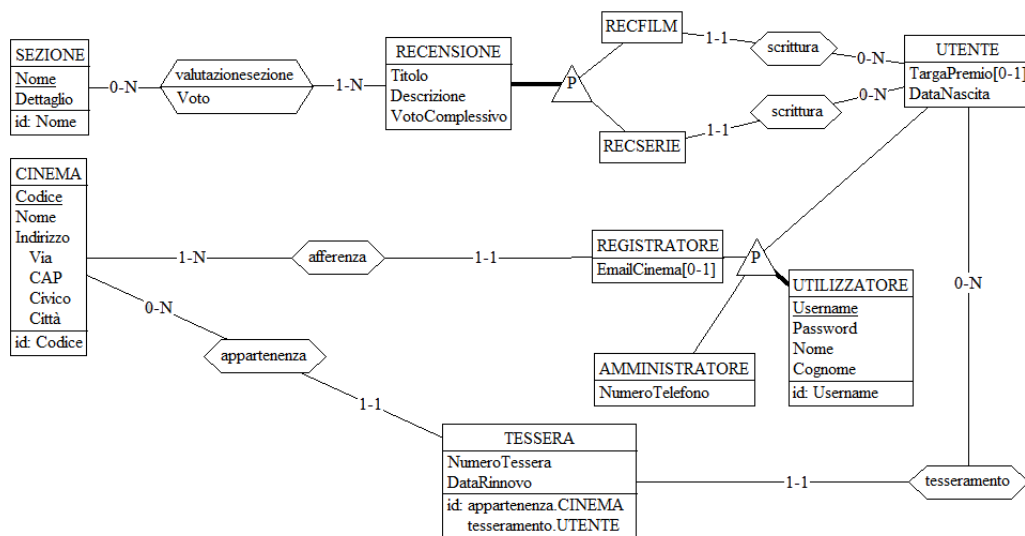 SEZIONE
Nome
Dettaglio
id: Nome
0-N
valutazionesezione
Voto
1-N
RECENSIONE
Titolo
Descrizione
VotoComplessivo
P
RECFILM
1-1
scrittura
0-N
RECSERIE
1-1
scrittura
0-N
UTENTE
TargaPremio[0-1]
DataNascita
CINEMA
Codice
Nome
Indirizzo
Via
CAP
Civico
Città
id: Codice
1-N
afferenza
1-1
REGISTRATORE
EmailCinema[0-1]
P
UTILIZZATORE
Username
Password
Nome
Cognome
id: Username
AMMINISTRATORE
NumeroTelefono
0-N
appartenenza
1-1
TESSERA
NumeroTessera
DataRinnovo
id: appartenenza.CINEMA
tesseramento.UTENTE
1-1
tesseramento
0-N